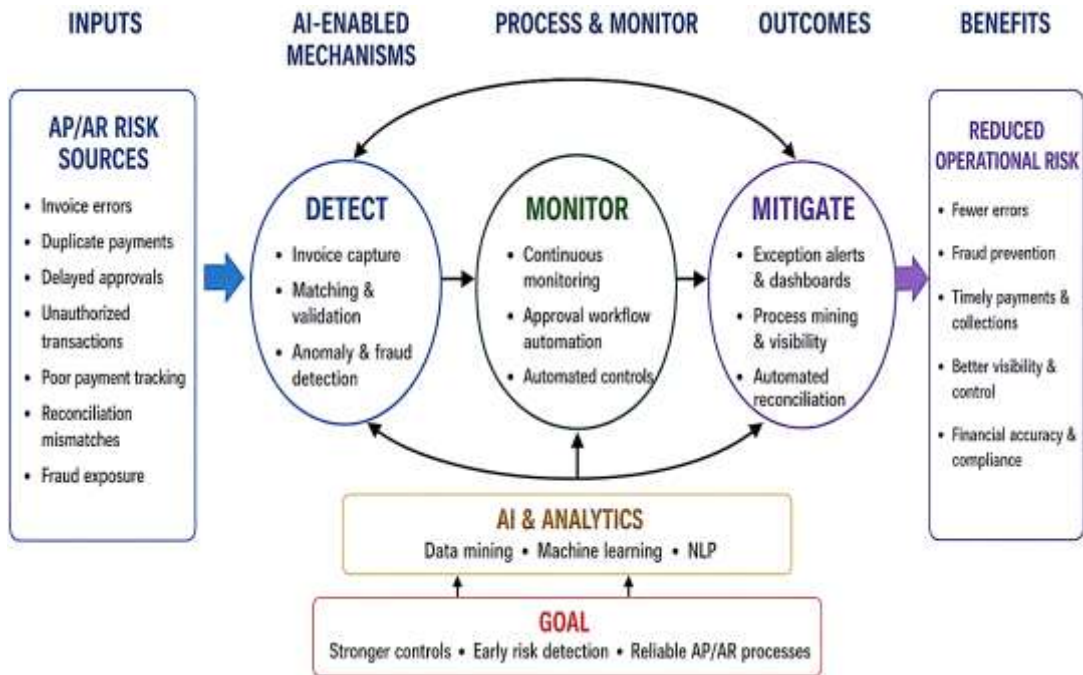 INPUTS
AI-ENABLED
MECHANISMS
PROCESS & MONITOR
OUTCOMES
BENEFITS
AP/AR RISK
SOURCES
• Invoice errors
• Duplicate payments
• Delayed approvals
• Unauthorized
transactions
• Poor payment tracking
• Reconciliation
mismatches
• Fraud exposure
DETECT
• Invoice capture
• Matching &
validation
• Anomaly & fraud
detection
MONITOR
• Continuous
monitoring
• Approval workflow
automation
• Automated controls
MITIGATE
• Exception alerts
& dashboards
• Process mining
& visibility
• Automated
reconciliation
REDUCED
OPERATIONAL RISK
• Fewer errors
• Fraud prevention
• Timely payments &
collections
• Better visibility &
control
• Financial accuracy &
compliance
AI & ANALYTICS
Data mining • Machine learning • NLP
GOAL
Stronger controls • Early risk detection • Reliable AP/AR processes